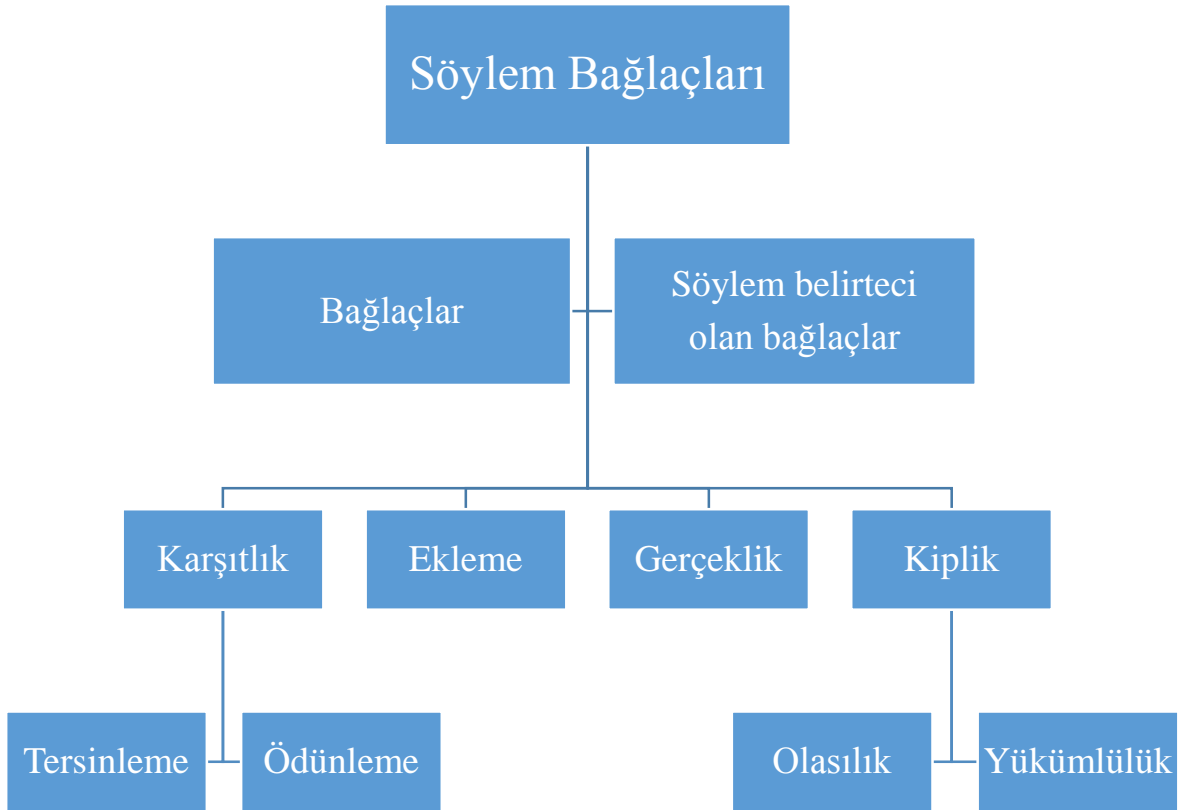 Söylem Bağlaçları
Bağlaçlar
Söylem belirteci
olan bağlaçlar
Karşıtlık
Ekleme
Gerçeklik
Kiplik
Tersinleme
Ödünleme
Olasılık
Yükümlülük